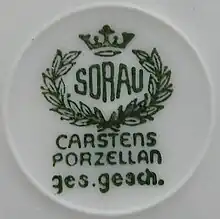 SORAU
CARSTENS
PORZELLAN
ges.gesch.